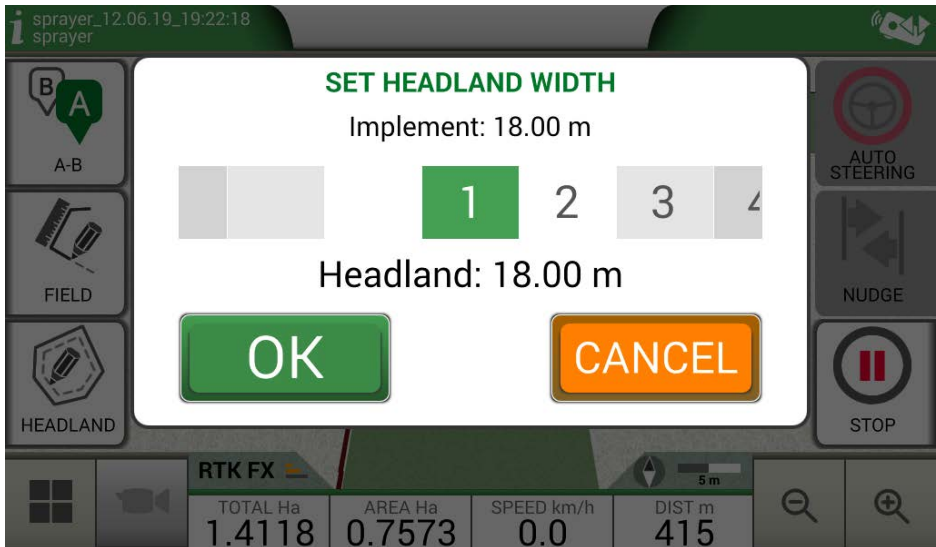 sprayer_12.06.19_19:22:18
sprayer
SET HEADLAND WIDTH
Implement: 18.00 m
1 2 3 4
Headland: 18.00 m
OK
CANCEL
B
A
A-B
FIELD
HEADLAND
AUTO
STEERING
NUDGE
STOP
RTK FX
5 m
TOTAL Ha
1.4118
AREA Ha
0.7573
SPEED km/h
0.0
DIST m
415